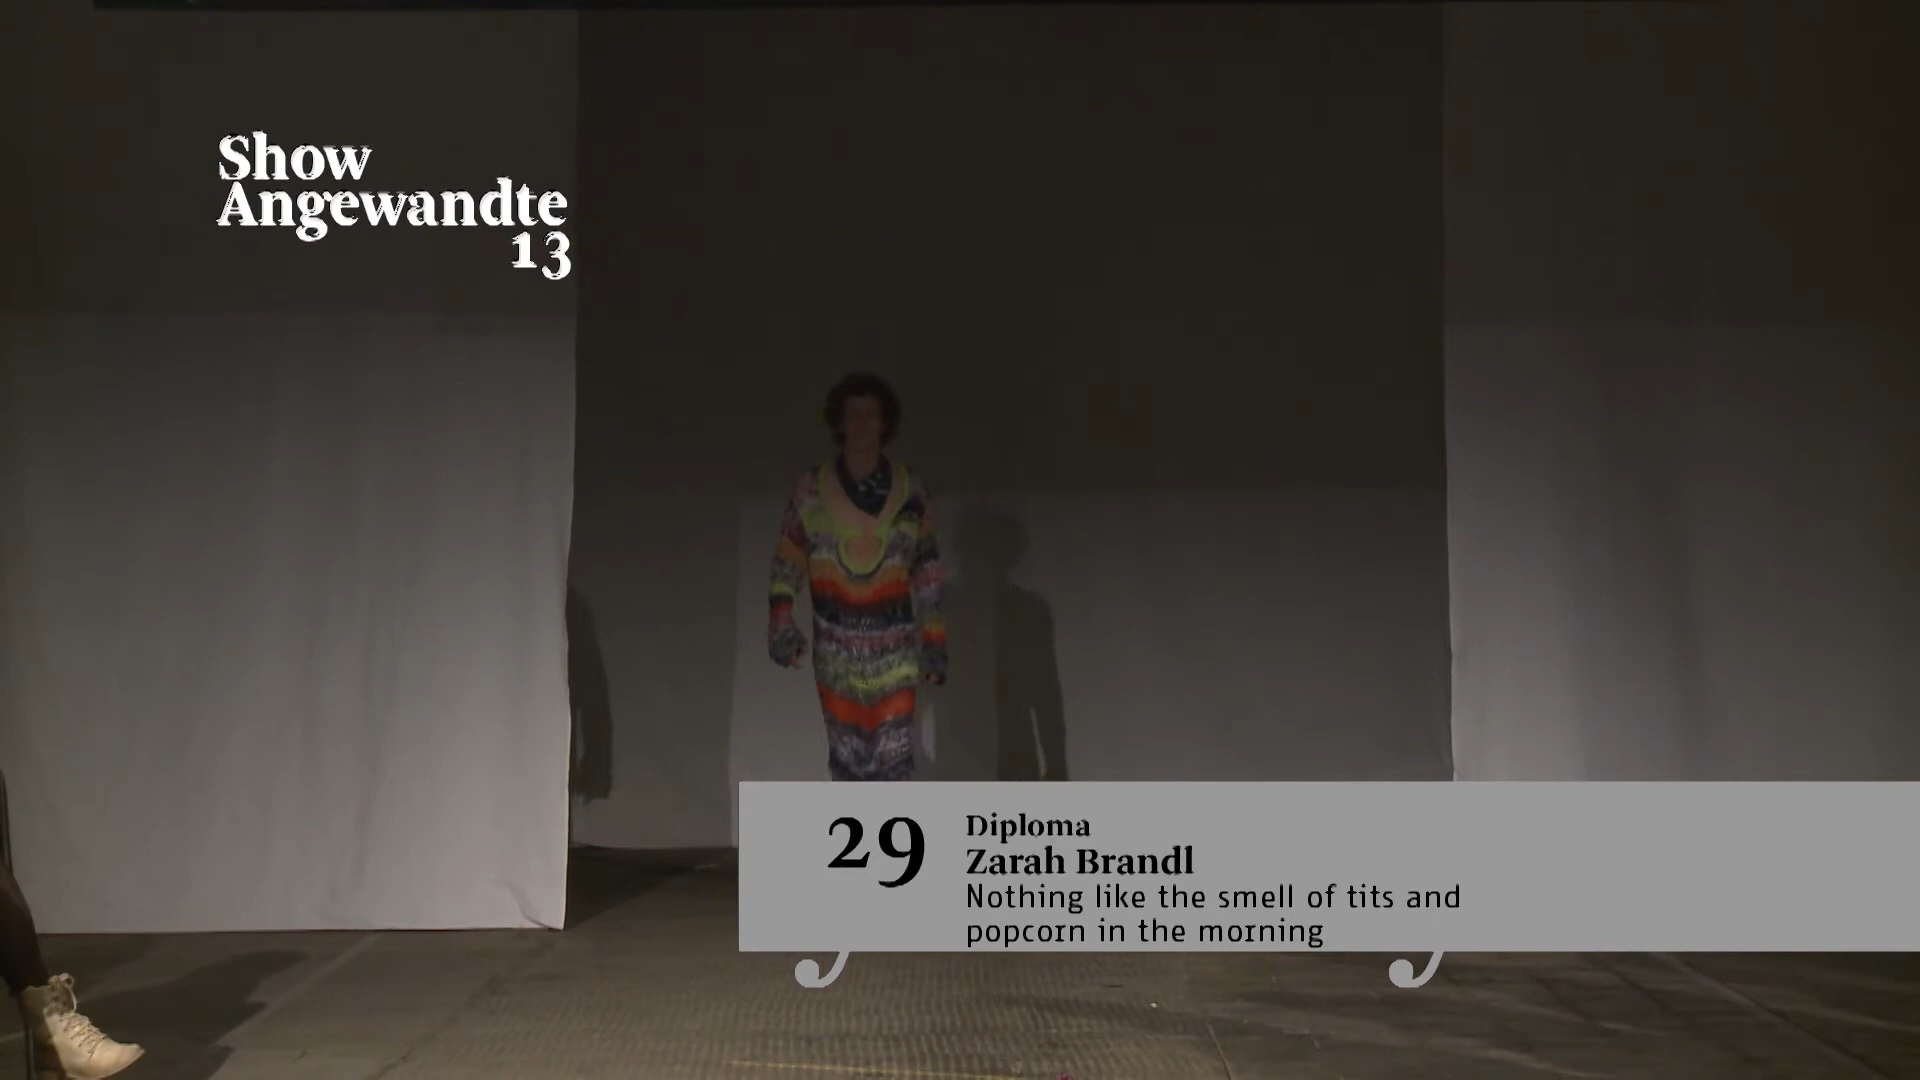 Show
Angewandte
13
29
Diploma
Zarah Brandl
Nothing like the smell of tits and
popcorn in the morning